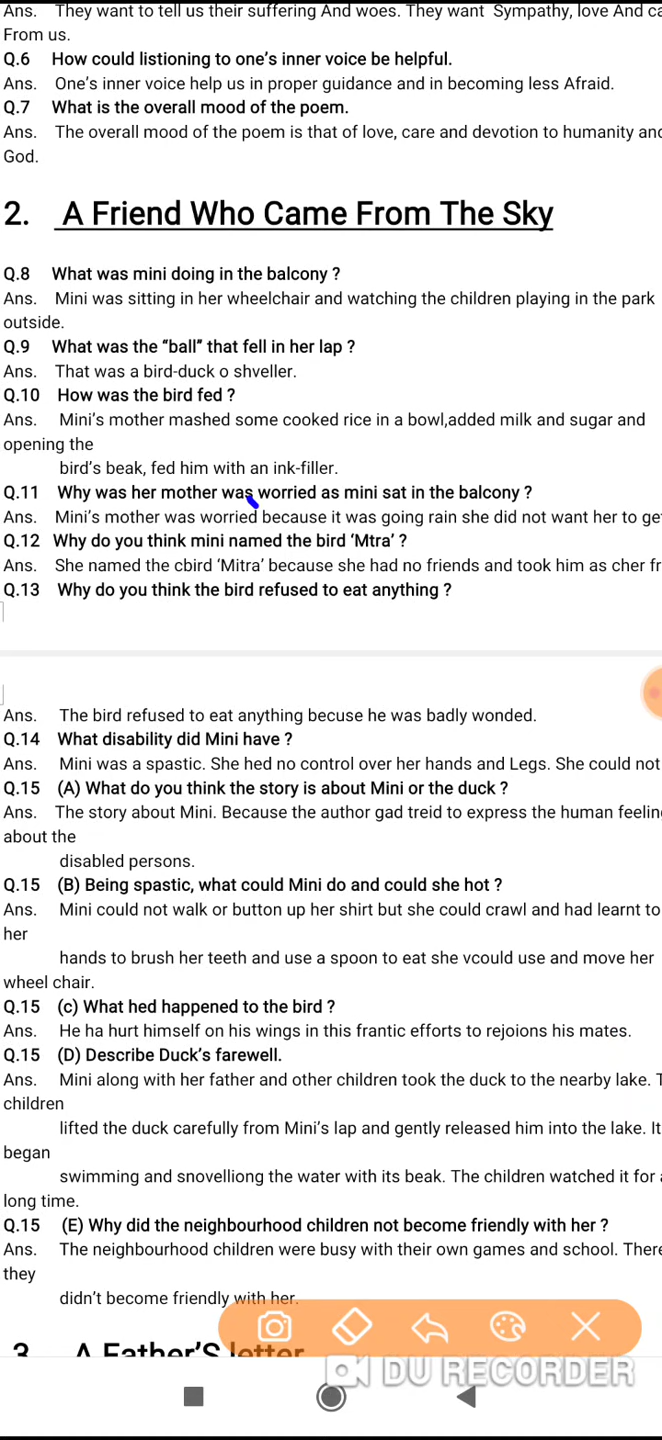 Ans. They want to tell us their suffering And woes. They want Sympathy, love And ca
From us.
Q.6 How could listioning to one's inner voice be helpful.
Ans. One's inner voice help us in proper guidance and in becoming less Afraid.
Q.7 What is the overall mood of the poem.
Ans. The overall mood of the poem is that of love, care and devotion to humanity and
God.
2. A Friend Who Came From The Sky
Q.8 What was mini doing in the balcony ?
Ans. Mini was sitting in her wheelchair and watching the children playing in the park
outside.
Q.9 What was the “ball” that fell in her lap ?
Ans. That was a bird-duck o shveller.
Q.10 How was the bird fed ?
Ans. Mini's mother mashed some cooked rice in a bowl,added milk and sugar and
opening the
bird's beak, fed him with an ink-filler.
Q.11 Why was her mother was worried as mini sat in the balcony ?
Ans. Mini's mother was worried because it was going rain she did not want her to ge
Q.12 Why do you think mini named the bird ‘Mtra’ ?
Ans. She named the cbird ‘Mitra’ because she had no friends and took him as cher fr
Q.13 Why do you think the bird refused to eat anything ?
Ans. The bird refused to eat anything becuse he was badly wonded.
Q.14 What disability did Mini have ?
Ans. Mini was a spastic. She hed no control over her hands and Legs. She could not
Q.15 (A) What do you think the story is about Mini or the duck ?
Ans. The story about Mini. Because the author gad treid to express the human feelin
about the
disabled persons.
Q.15 (B) Being spastic, what could Mini do and could she hot ?
Ans. Mini could not walk or button up her shirt but she could crawl and had learnt to
her
hands to brush her teeth and use a spoon to eat she vcould use and move her
wheel chair.
Q.15 (c) What hed happened to the bird ?
Ans. He ha hurt himself on his wings in this frantic efforts to rejoions his mates.
Q.15 (D) Describe Duck's farewell.
Ans. Mini along with her father and other children took the duck to the nearby lake. T
children
lifted the duck carefully from Mini's lap and gently released him into the lake. It
began
swimming and snovelliong the water with its beak. The children watched it for a
long time.
Q.15 (E) Why did the neighbourhood children not become friendly with her ?
Ans. The neighbourhood children were busy with their own games and school. There
they
didn't become friendly with her.
3 A Father'S letter
DU RECORDER